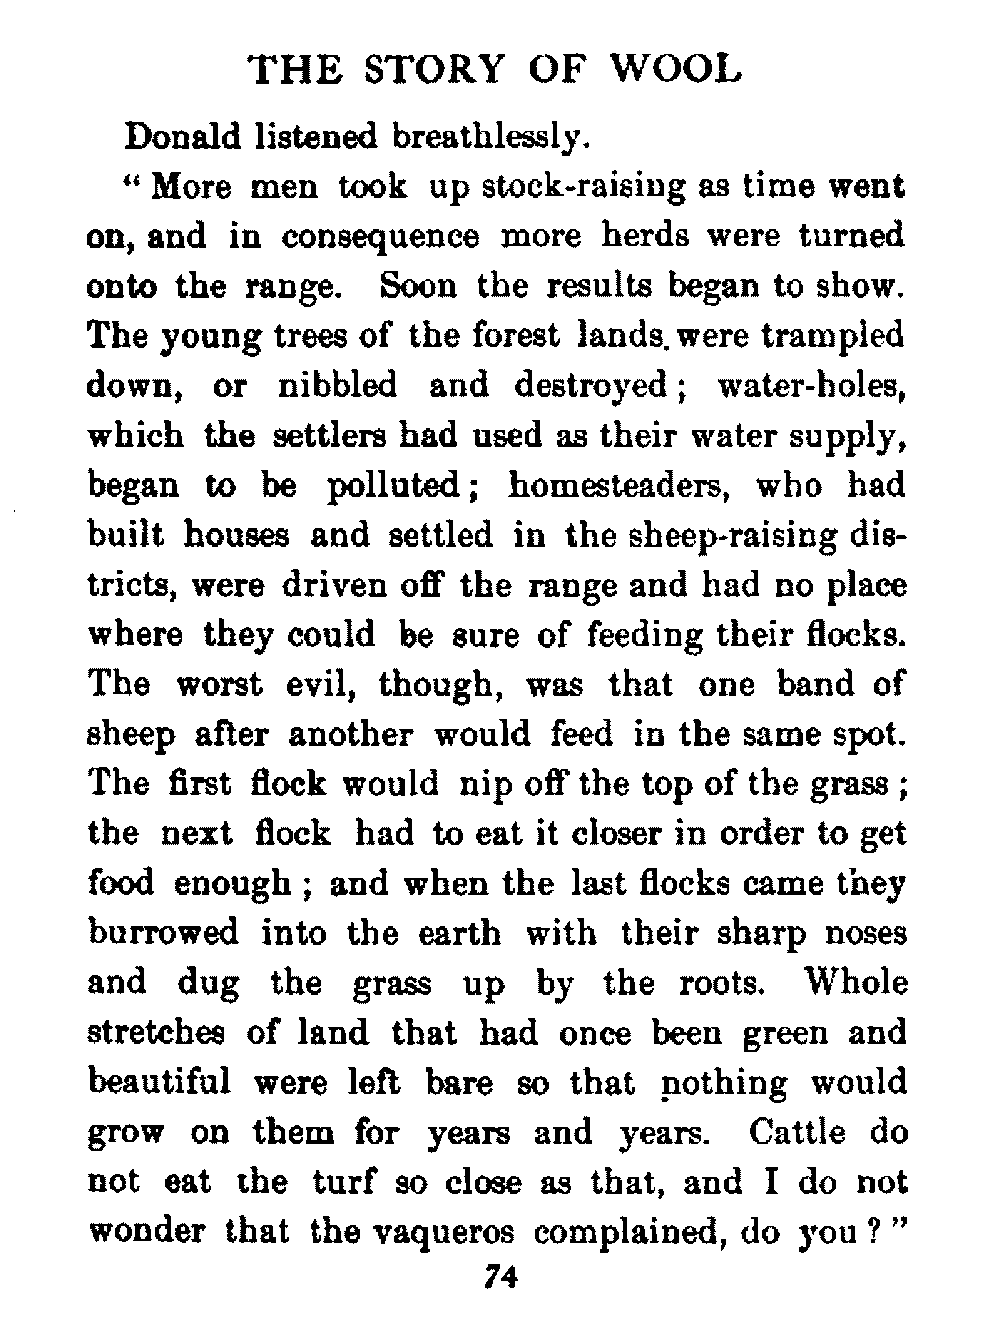 THE STORY OF WOOL
Donald listened breathlessly.
“ More men took up stock-raising as time went
on, and in consequence more herds were turned
onto the range. Soon the results began to show.
The young trees of the forest lands. were trampled
down, or nibbled and destroyed ; water-holes,
which the settlers had used as their water supply,
began to be polluted ; homesteaders, who had
built houses and settled in the sheep-raising dis-
tricts, were driven off the range and had no place
where they could be sure of feeding their flocks.
The worst evil, though, was that one band of
sheep after another would feed in the same spot.
The first flock would nip off the top of the grass ;
the next flock had to eat it closer in order to get
food enough ; and when the last flocks came they
burrowed into the earth with their sharp noses
and dug the grass up by the roots. Whole
stretches of land that had once been green and
beautiful were left bare so that nothing would
grow on them for years and years. Cattle do
not eat the turf so close as that, and I do not
wonder that the vaqueros complained, do you ? ”
74